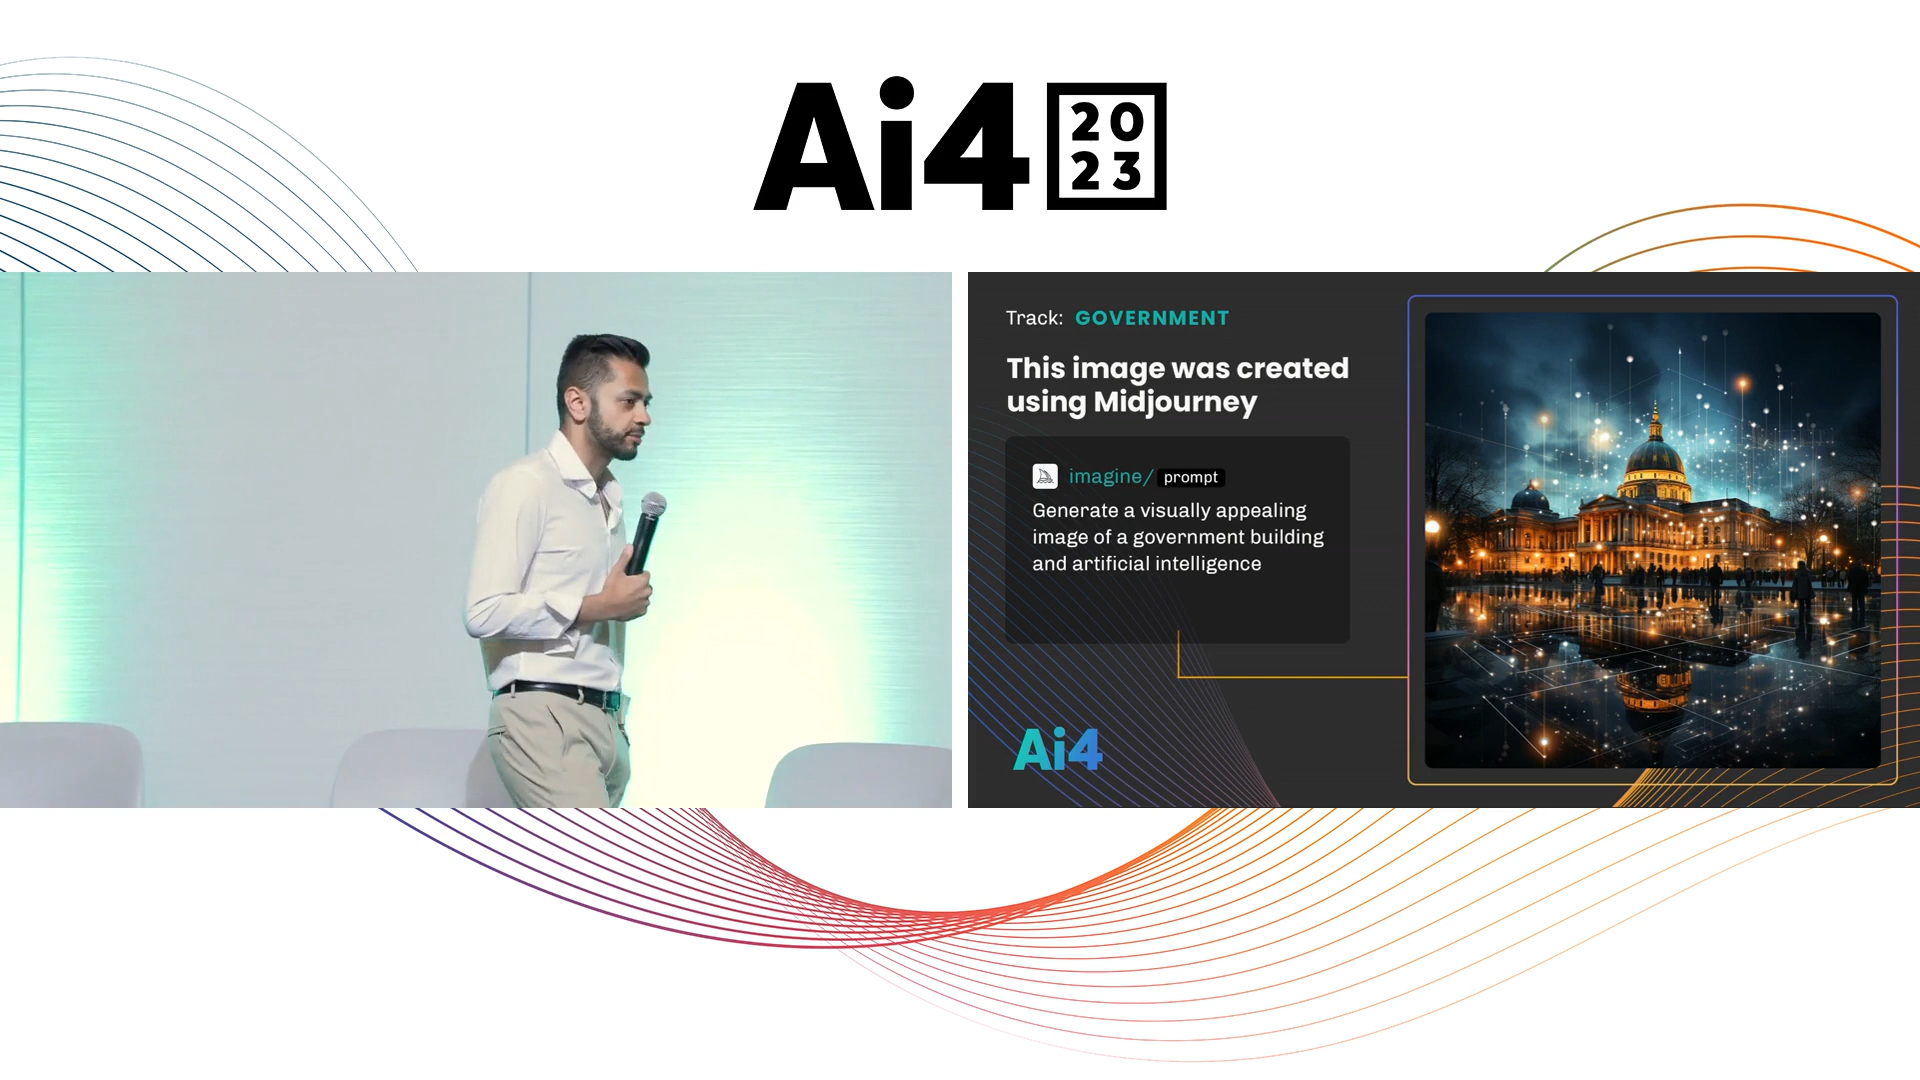 Ai4
20
23
Track: GOVERNMENT
This image was created
using Midjourney
imagine/ prompt
Generate a visually appealing
image of a government building
and artificial intelligence
Ai4